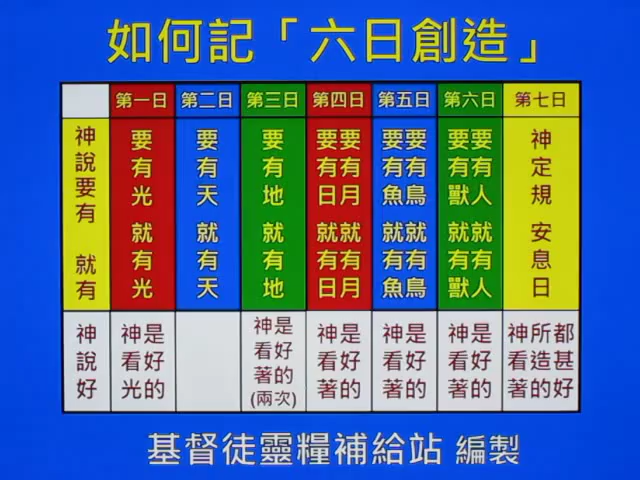 如何記「六日創造」
第一日
第二日
第三日
第四日
第五日
第六日
第七日
神說要有 就有
要有光 就有光
要有天 就有天
要有地 就有地
要有日 就有日
要有月 就有月
要有魚 就有魚
要有鳥 就有鳥
要有獸 就有獸
要有人 就有人
神定規 安息日
神說好
神看光
是好的
神看著
是好的
(兩次)
神看著
是好的
神看著
是好的
神看著
是好的
神看著
所造的
都甚好
基督徒靈糧補給站 編製